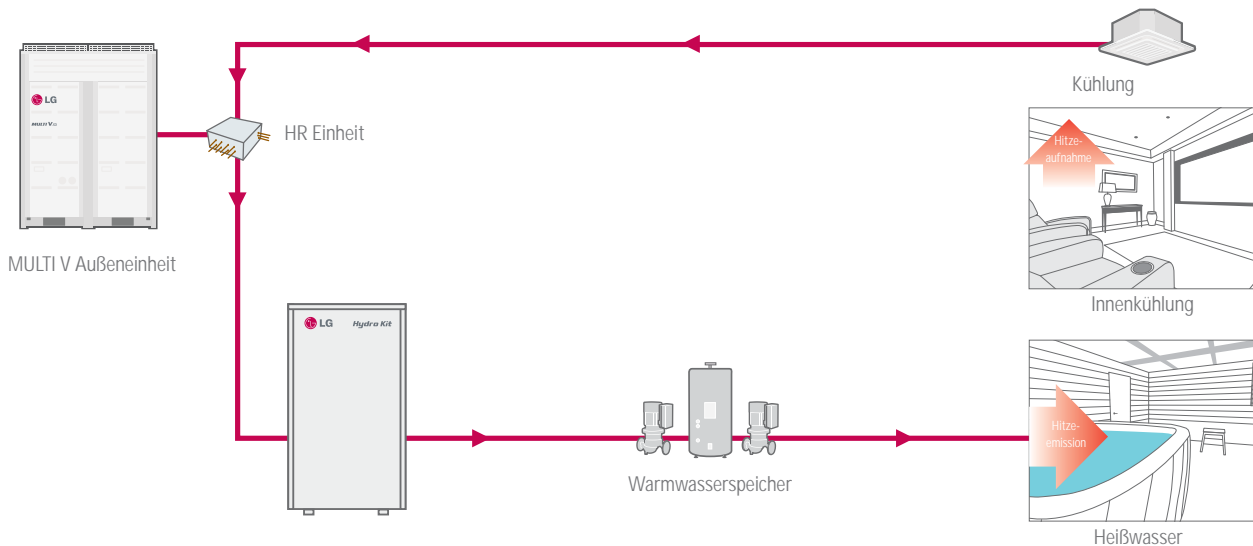 Kühlung
LG
MULTI V
HR Einheit
Hitze-
aufnahme
MULTI V Außeneinheit
Innenkühlung
LG Hydro Kit
Hitze-
emission
Warmwasserspeicher
Heißwasser